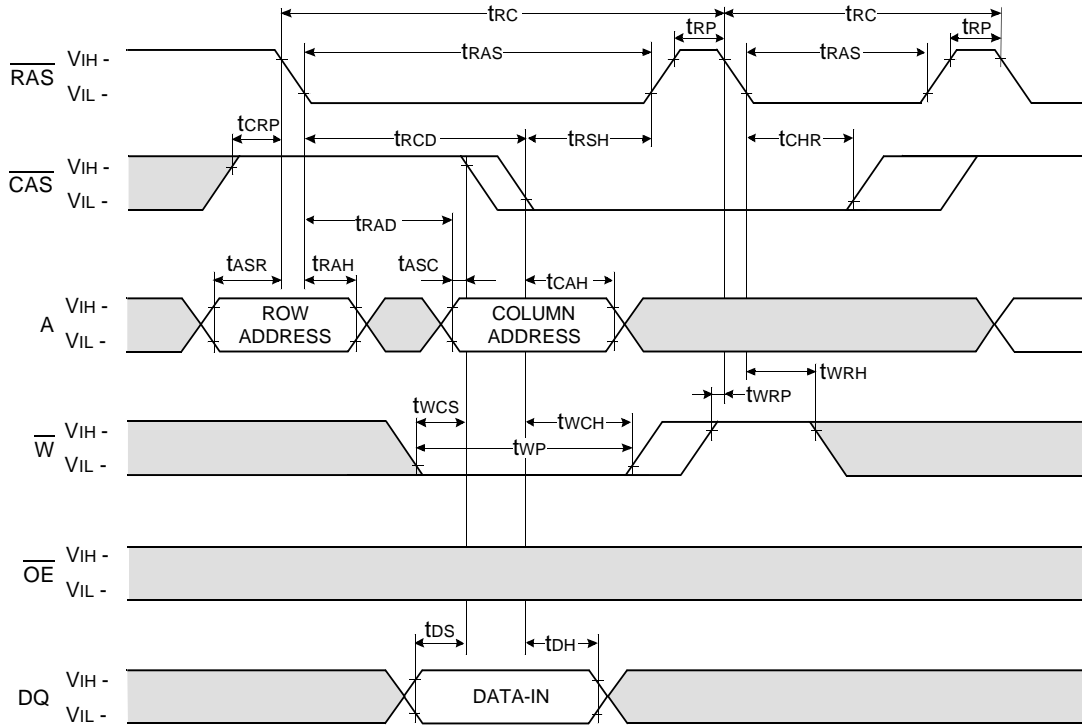 tRC tRC
tRP tRP
tRAS tRAS
RAS VIH -
VIL -
tCRP tRCD tRSH tCHR
CAS VIH -
VIL -
tRAD
tASR tRAH tASC tCAH
A VIH -
VIL -
ROW
ADDRESS
COLUMN
ADDRESS
tWRH
tWRP
tWCS tWCH
tWP
W VIH -
VIL -
OE VIH -
VIL -
tDS tDH
DQ VIH -
VIL -
DATA-IN